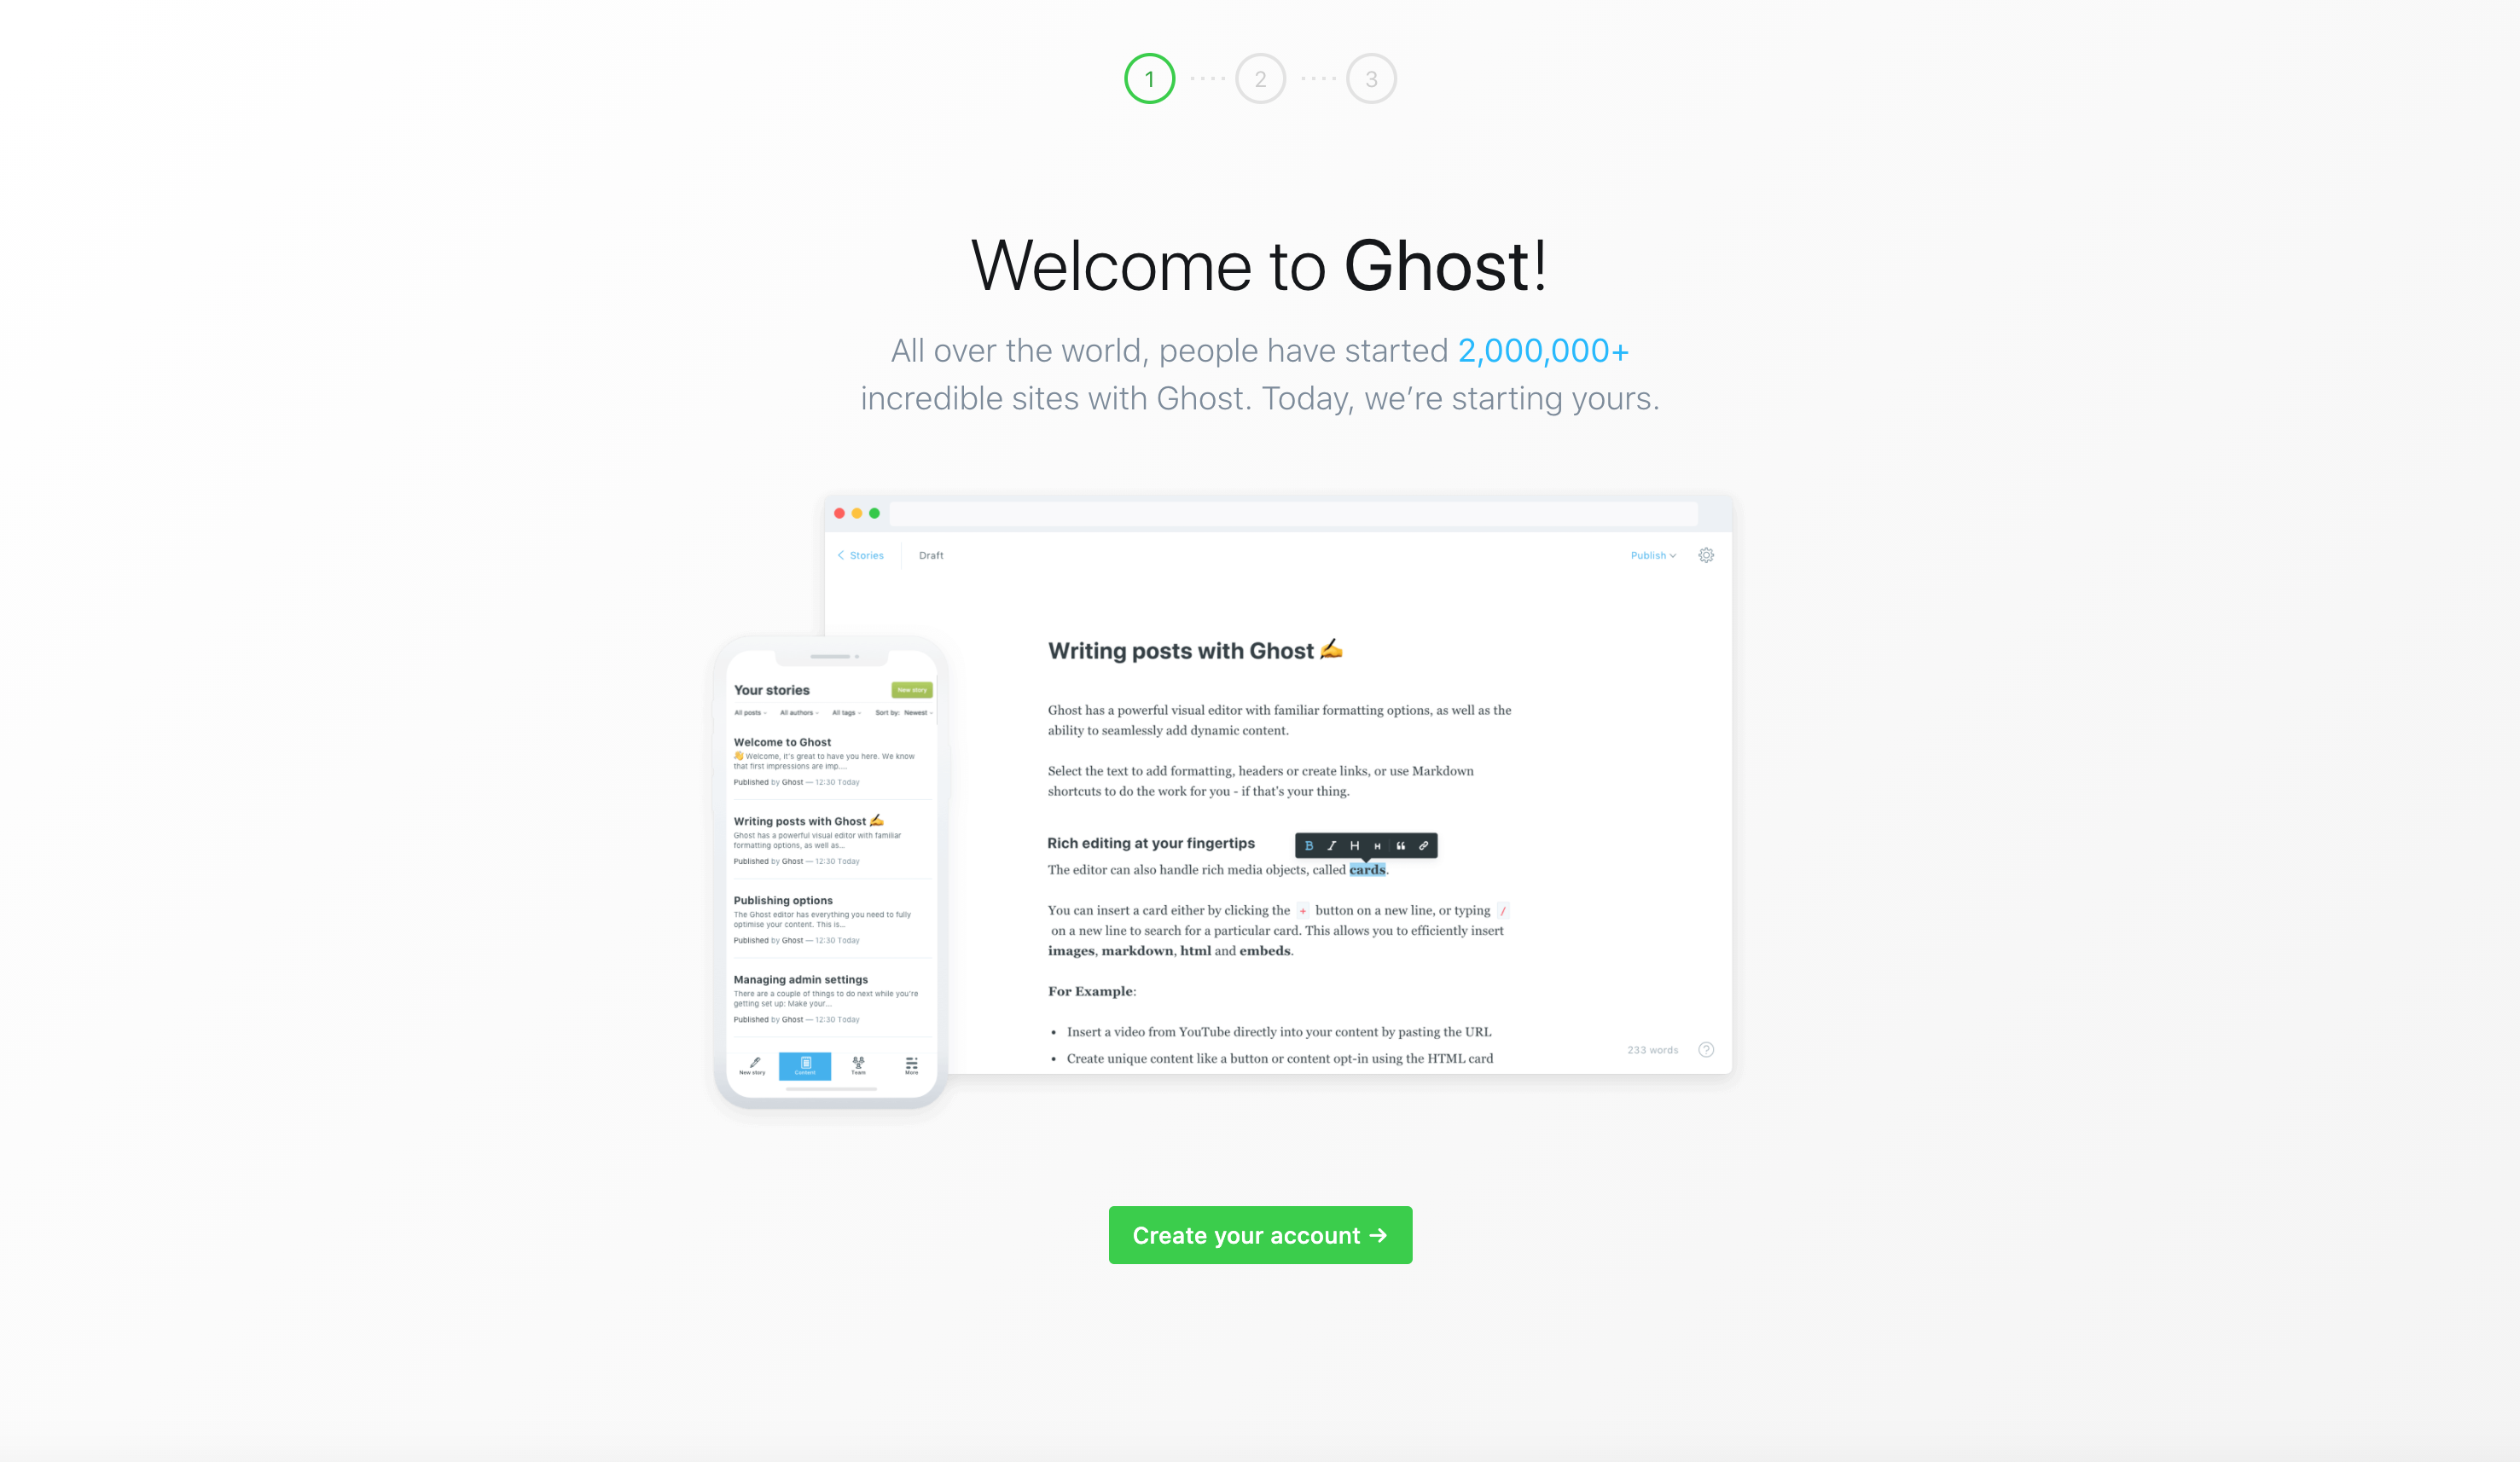 1
2
3
Welcome to Ghost!
All over the world, people have started 2,000,000+
incredible sites with Ghost. Today, we’re starting yours.
Stories
Draft
Publish
Writing posts with Ghost ✍️
Ghost has a powerful visual editor with familiar formatting options, as well as the
ability to seamlessly add dynamic content.
Select the text to add formatting, headers or create links, or use Markdown
shortcuts to do the work for you - if that's your thing.
Rich editing at your fingertips
B I H H
The editor can also handle rich media objects, called cards.
You can insert a card either by clicking the + button on a new line, or typing /
on a new line to search for a particular card. This allows you to efficiently insert
images, markdown, html and embeds.
For Example:
• Insert a video from YouTube directly into your content by pasting the URL
• Create unique content like a button or content opt-in using the HTML card
233 words
?
Your stories
New story
All posts
All authors
All tags
Sort by: Newest
Welcome to Ghost
👋 Welcome, it's great to have you here. We know
that first impressions are imp....
Published by Ghost — 12:30 Today
Writing posts with Ghost ✍️
Ghost has a powerful visual editor with familiar
formatting options, as well as...
Published by Ghost — 12:30 Today
Publishing options
The Ghost editor has everything you need to fully
optimise your content. This is...
Published by Ghost — 12:30 Today
Managing admin settings
There are a couple of things to do next while you're
getting set up: Make your...
Published by Ghost — 12:30 Today
New story
Content
Team
More
Create your account →